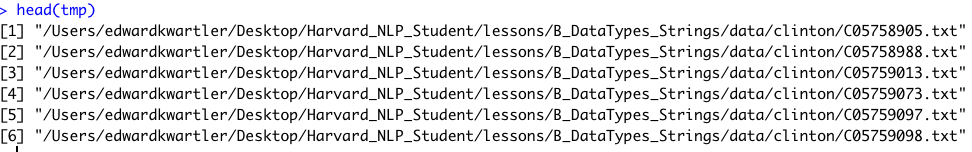 > head(tmp)
[1] "/Users/edwardkwartler/Desktop/Harvard_NLP_Student/lessons/B_DataTypes_Strings/data/clinton/C05758905.txt"
[2] "/Users/edwardkwartler/Desktop/Harvard_NLP_Student/lessons/B_DataTypes_Strings/data/clinton/C05758988.txt"
[3] "/Users/edwardkwartler/Desktop/Harvard_NLP_Student/lessons/B_DataTypes_Strings/data/clinton/C05759013.txt"
[4] "/Users/edwardkwartler/Desktop/Harvard_NLP_Student/lessons/B_DataTypes_Strings/data/clinton/C05759073.txt"
[5] "/Users/edwardkwartler/Desktop/Harvard_NLP_Student/lessons/B_DataTypes_Strings/data/clinton/C05759097.txt"
[6] "/Users/edwardkwartler/Desktop/Harvard_NLP_Student/lessons/B_DataTypes_Strings/data/clinton/C05759098.txt"